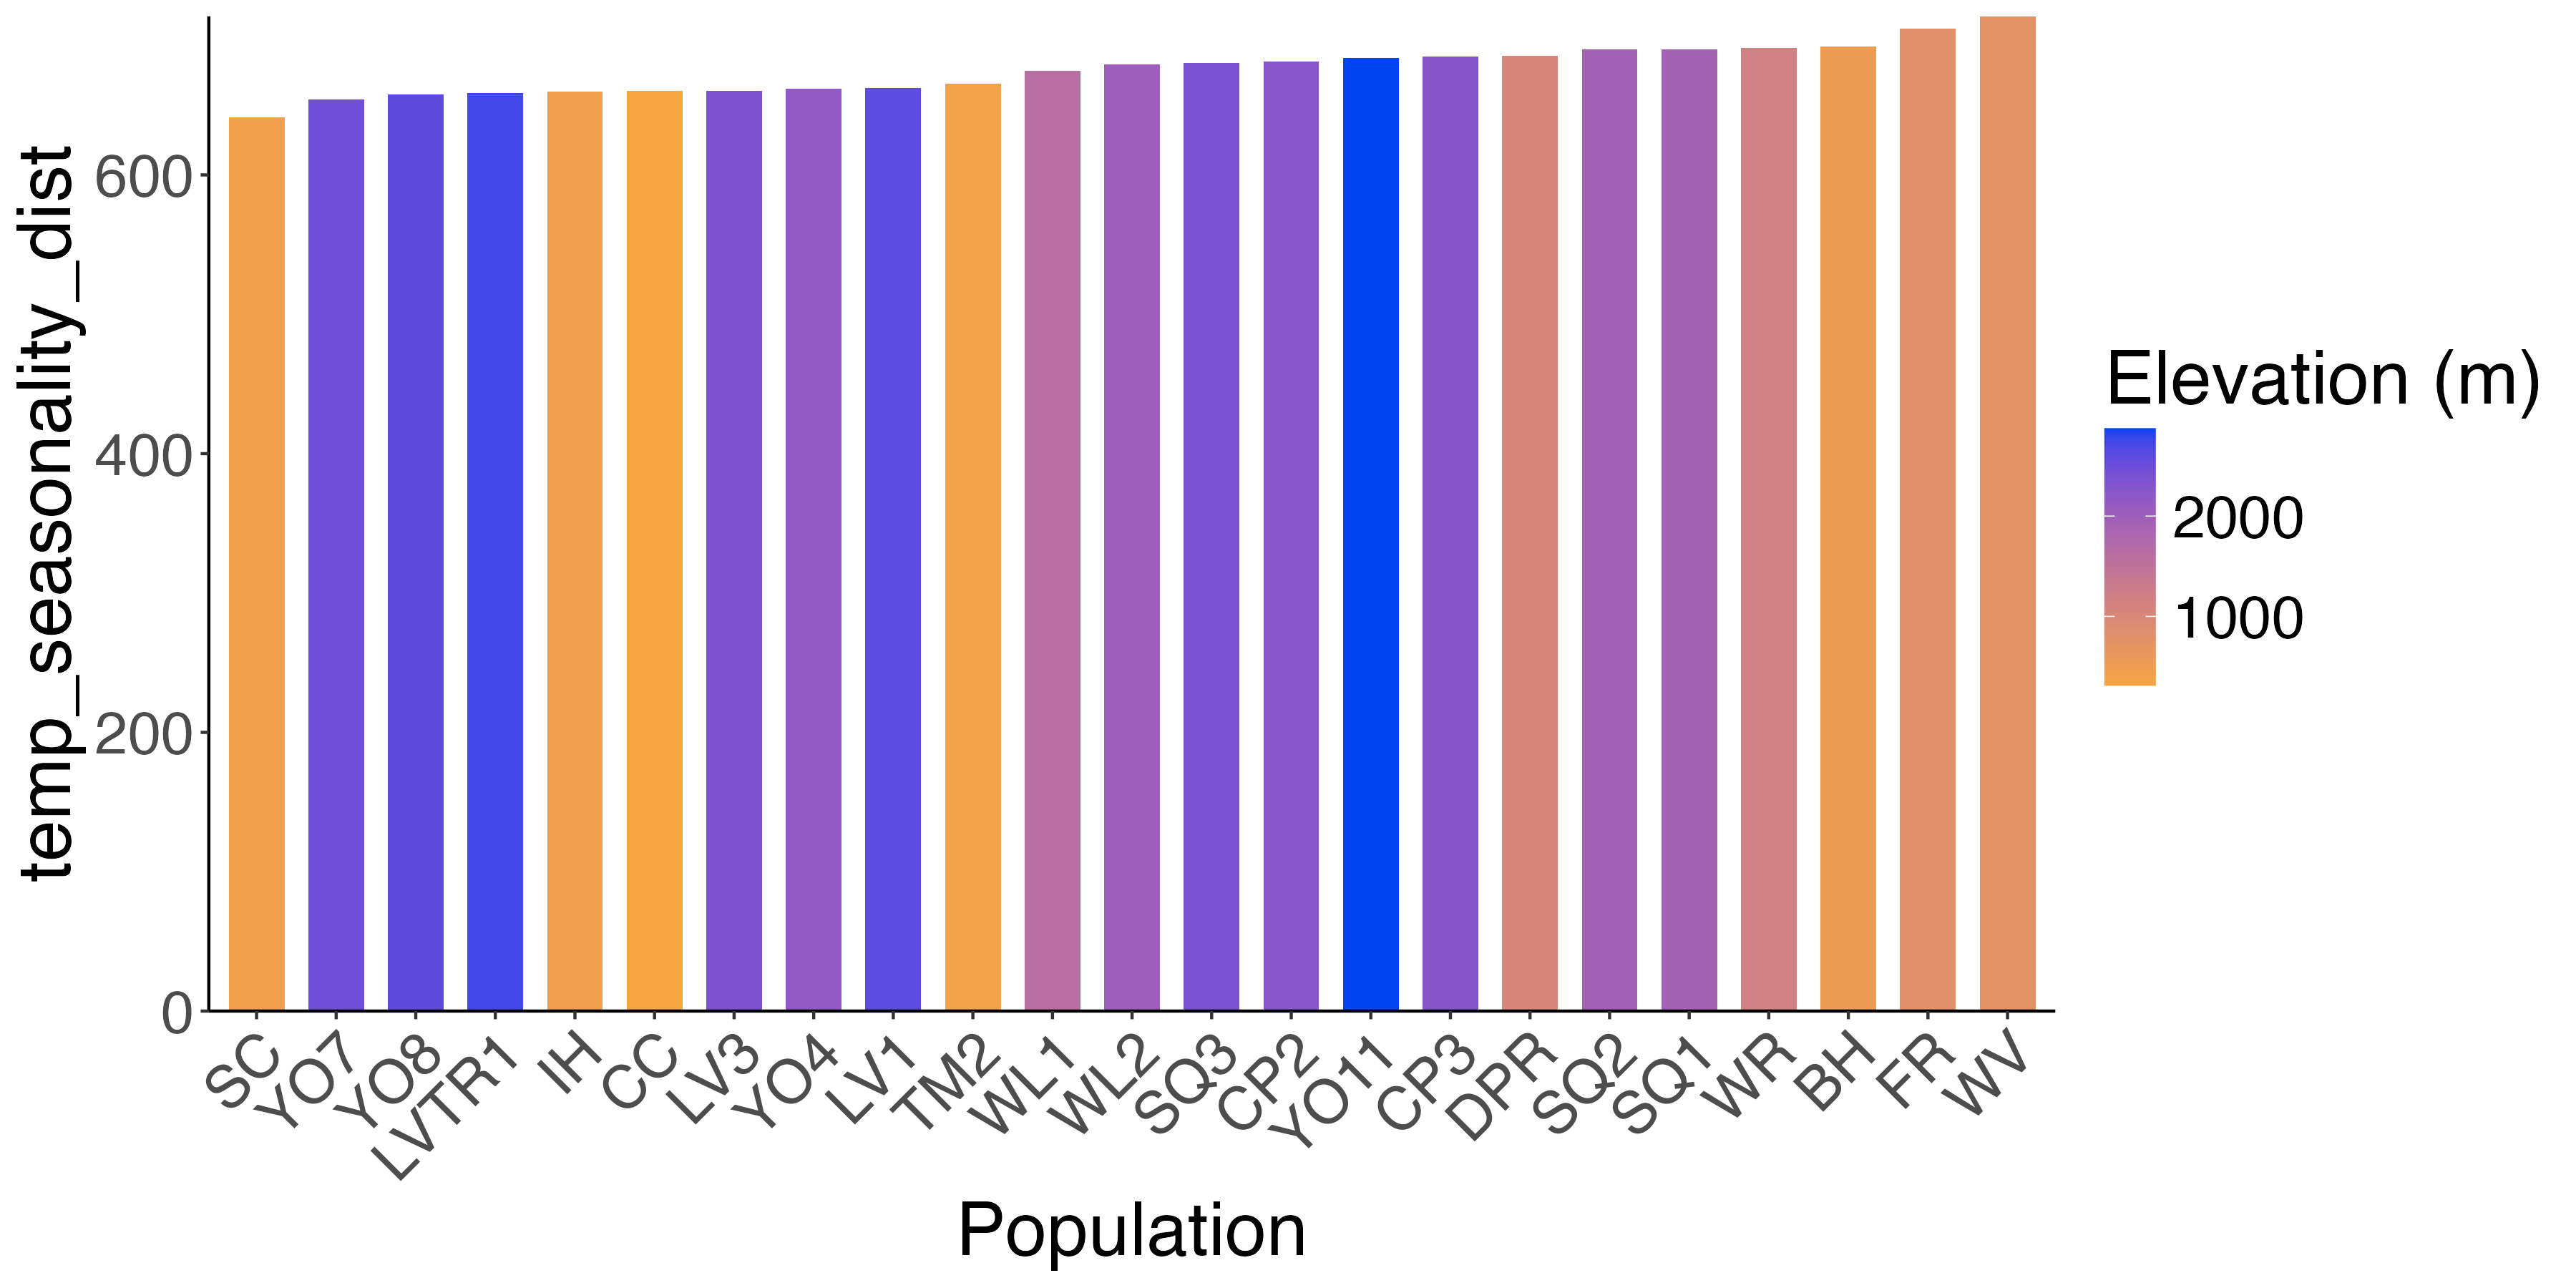 temp_seasonality_dist
600
400
200
0
SC
YO7
YO8
LVTR1
IH
CC
LV3
YO4
LV1
TM2
WL1
WL2
SQ3
CP2
YO11
CP3
DPR
SQ2
SQ1
WR
BH
FR
WV
Population
Elevation (m)
2000
1000